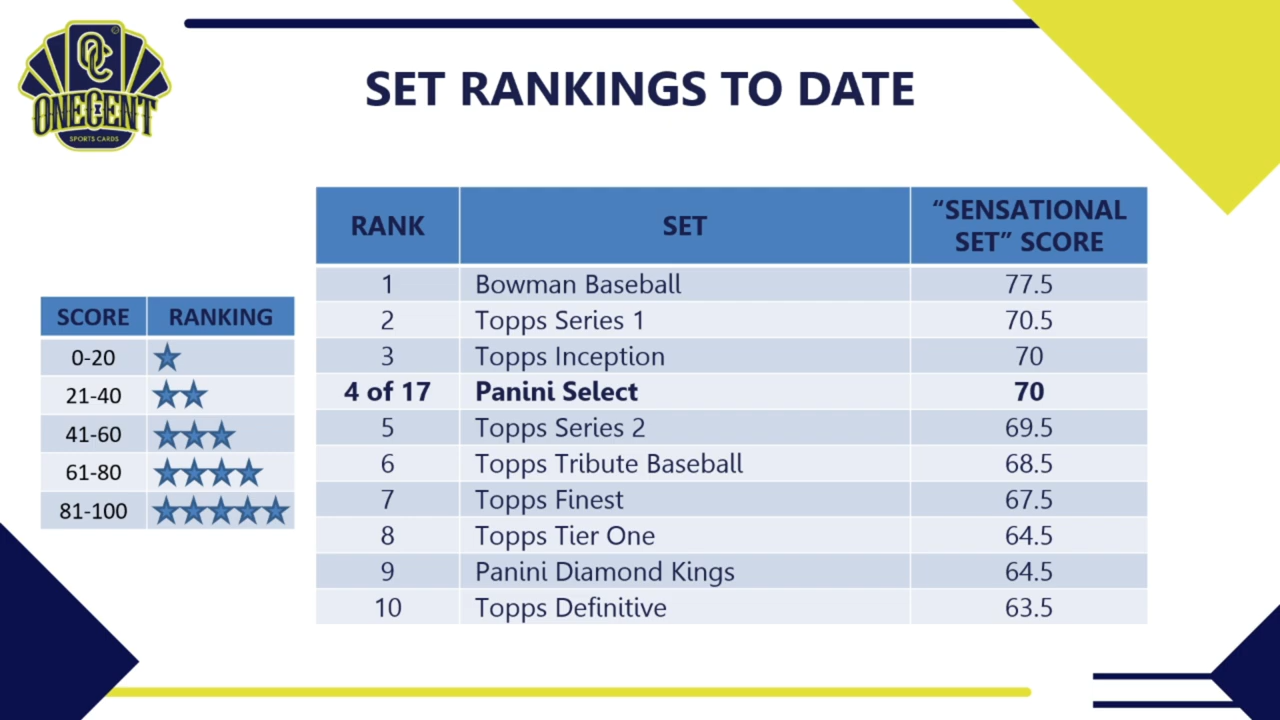 OC
ONECENT
SPORTS CARDS
SET RANKINGS TO DATE
SCORE RANKING
0-20
21-40
41-60
61-80
81-100
RANK SET “SENSATIONAL
SET” SCORE
1 Bowman Baseball 77.5
2 Topps Series 1 70.5
3 Topps Inception 70
4 of 17 Panini Select 70
5 Topps Series 2 69.5
6 Topps Tribute Baseball 68.5
7 Topps Finest 67.5
8 Topps Tier One 64.5
9 Panini Diamond Kings 64.5
10 Topps Definitive 63.5